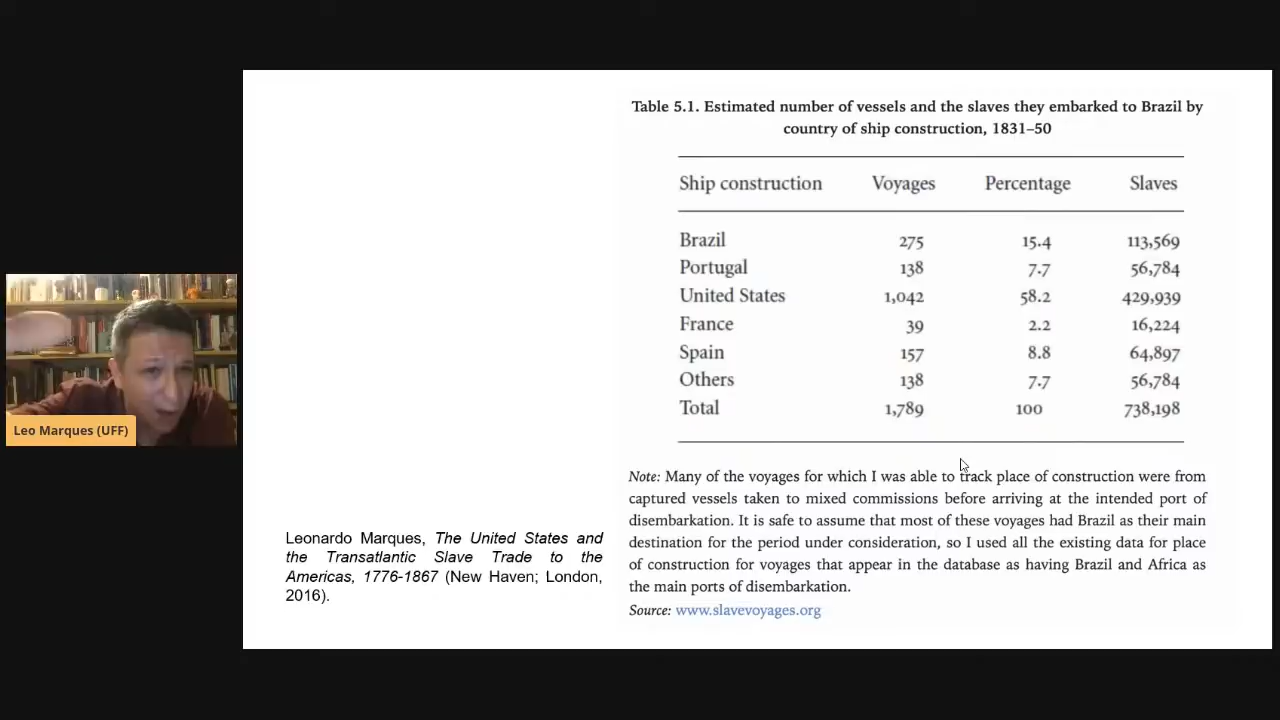 Table 5.1. Estimated number of vessels and the slaves they embarked to Brazil by
country of ship construction, 1831–50
Ship construction Voyages Percentage Slaves
Brazil 275 15.4 113,569
Portugal 138 7.7 56,784
United States 1,042 58.2 429,939
France 39 2.2 16,224
Spain 157 8.8 64,897
Others 138 7.7 56,784
Total 1,789 100 738,198
Note: Many of the voyages for which I was able to track place of construction were from
captured vessels taken to mixed commissions before arriving at the intended port of
disembarkation. It is safe to assume that most of these voyages had Brazil as their main
destination for the period under consideration, so I used all the existing data for place
of construction for voyages that appear in the database as having Brazil and Africa as
the main ports of disembarkation.
Source: www.slavevoyages.org
Leonardo Marques, The United States and
the Transatlantic Slave Trade to the
Americas, 1776-1867 (New Haven; London,
2016).
Leo Marques (UFF)